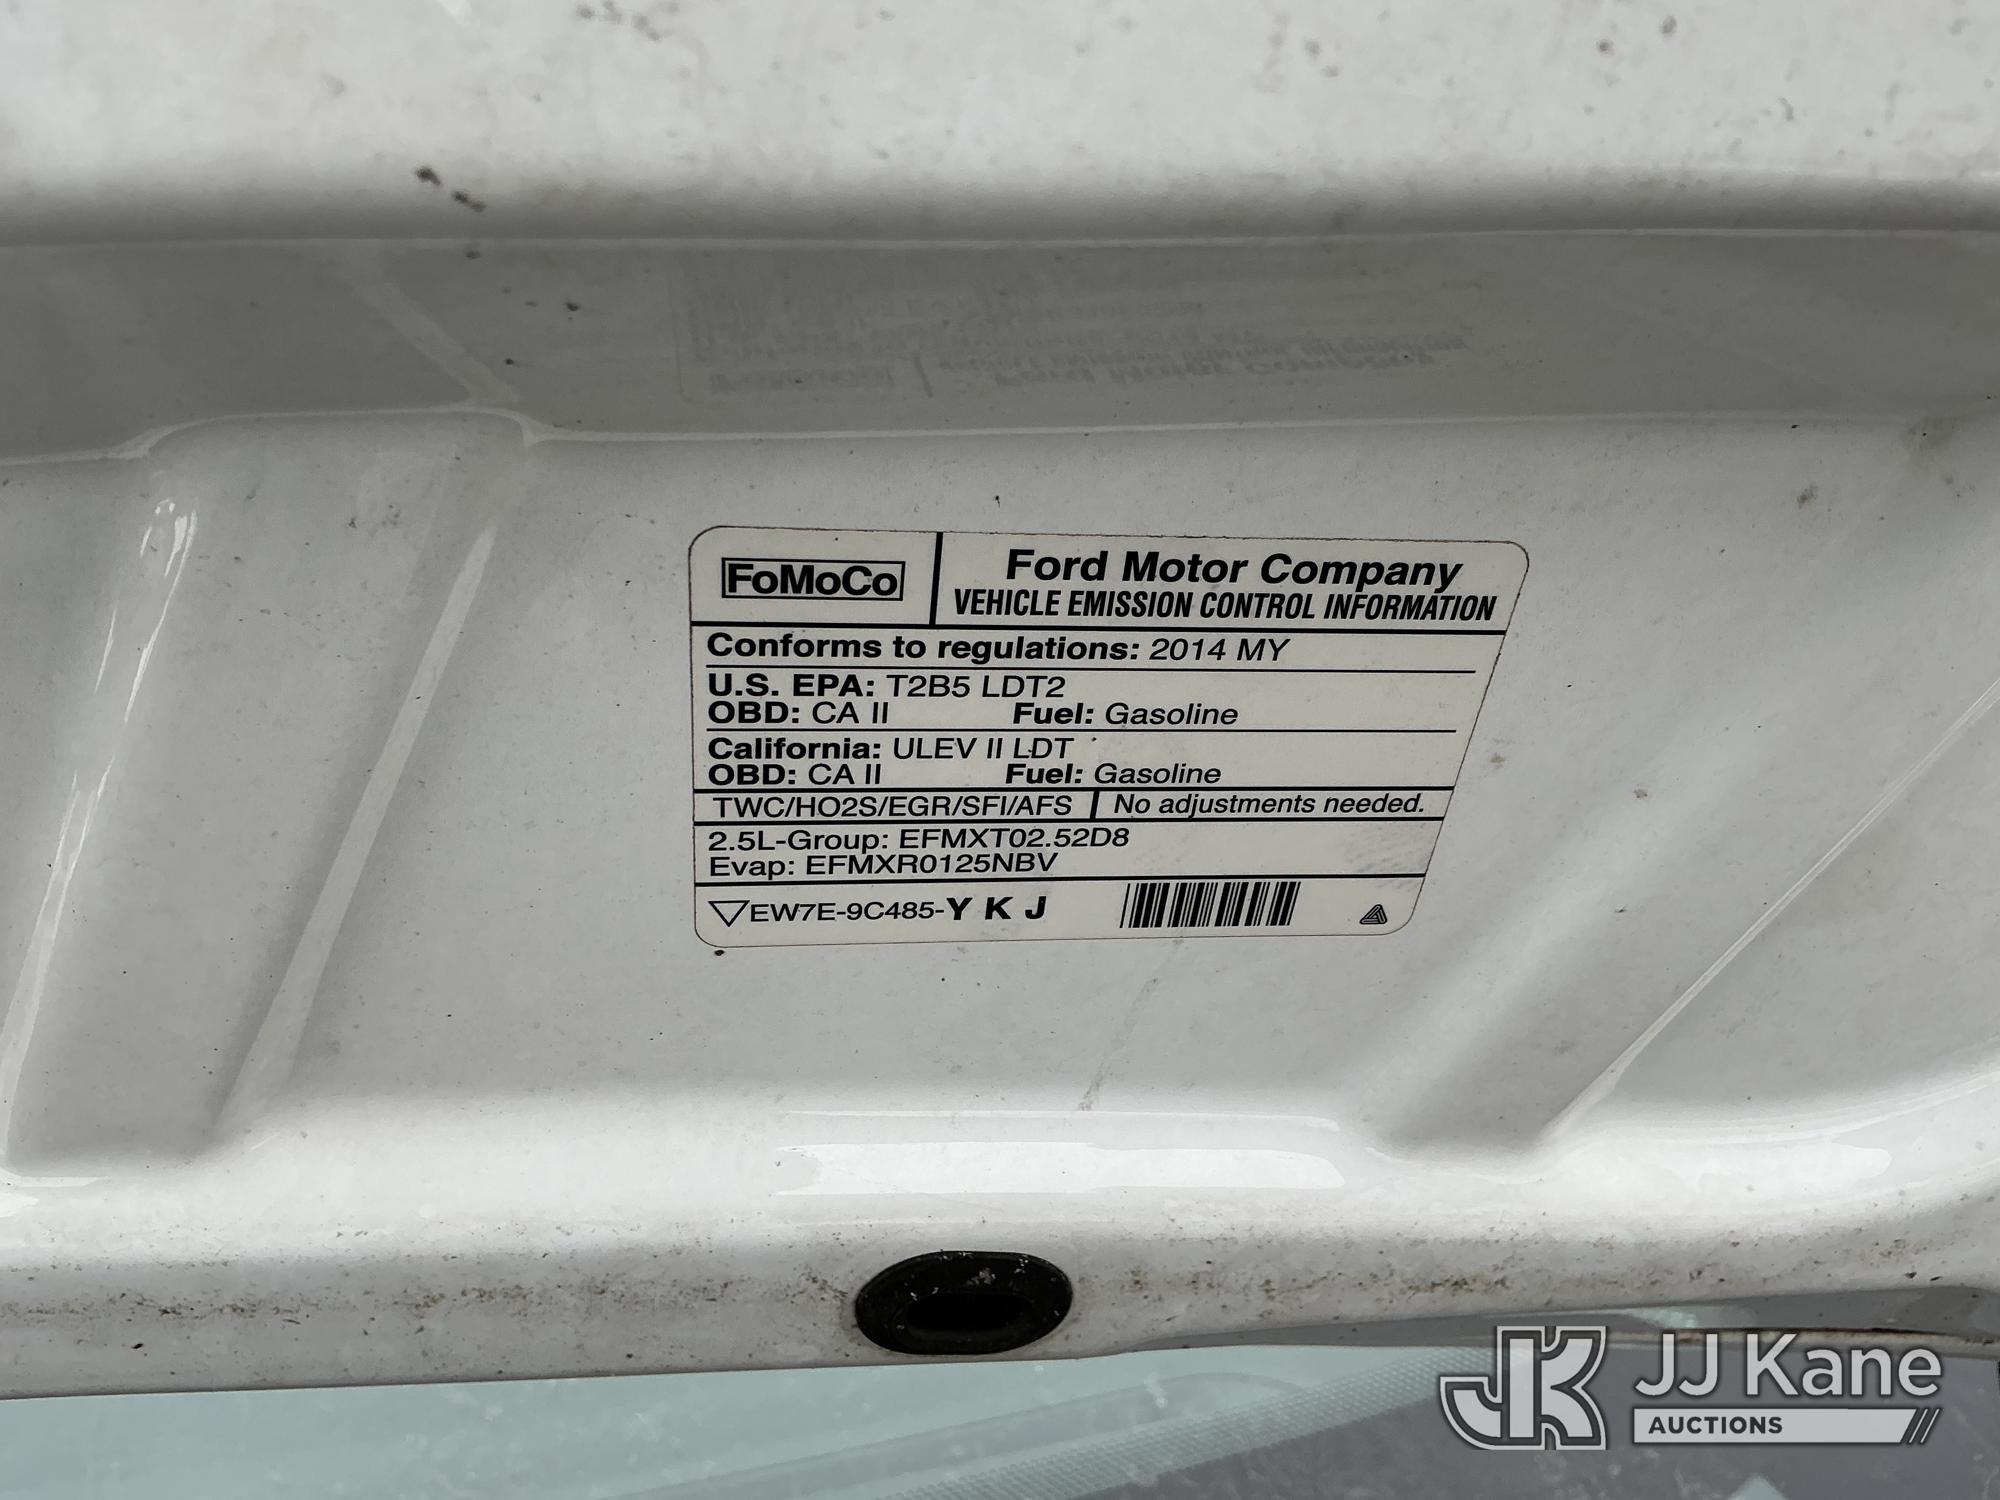 FoMoCo
Ford Motor Company
VEHICLE EMISSION CONTROL INFORMATION
Conforms to regulations: 2014 MY
U.S. EPA: T2B5 LDT2
OBD: CA II Fuel: Gasoline
California: ULEV II LDT
OBD: CA II Fuel: Gasoline
TWC/HO2S/EGR/SFI/AFS No adjustments needed.
2.5L-Group: EFMXT02.52D8
Evap: EFMXR0125NBV
EW7E-9C485-Y K J
JK JJ Kane
AUCTIONS